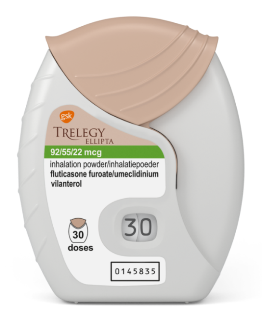 gsk
TRELEGY
ELLIPTA
92/55/22 mcg
inhalation powder/inhalatiepoeder
fluticasone furoate/umeclidinium
vilanterol
30
30
doses
0145835